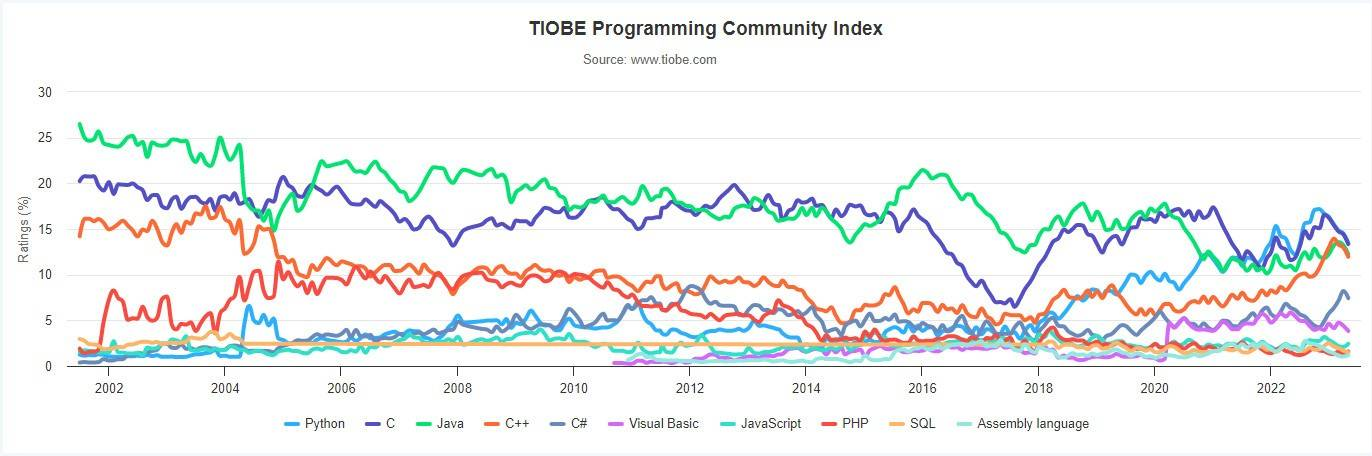 TIOBE Programming Community Index
Source: www.tiobe.com
Ratings (%)
30
25
20
15
10
5
0
2002 2004 2006 2008 2010 2012 2014 2016 2018 2020 2022
Python C Java C++ C# Visual Basic JavaScript PHP SQL Assembly language